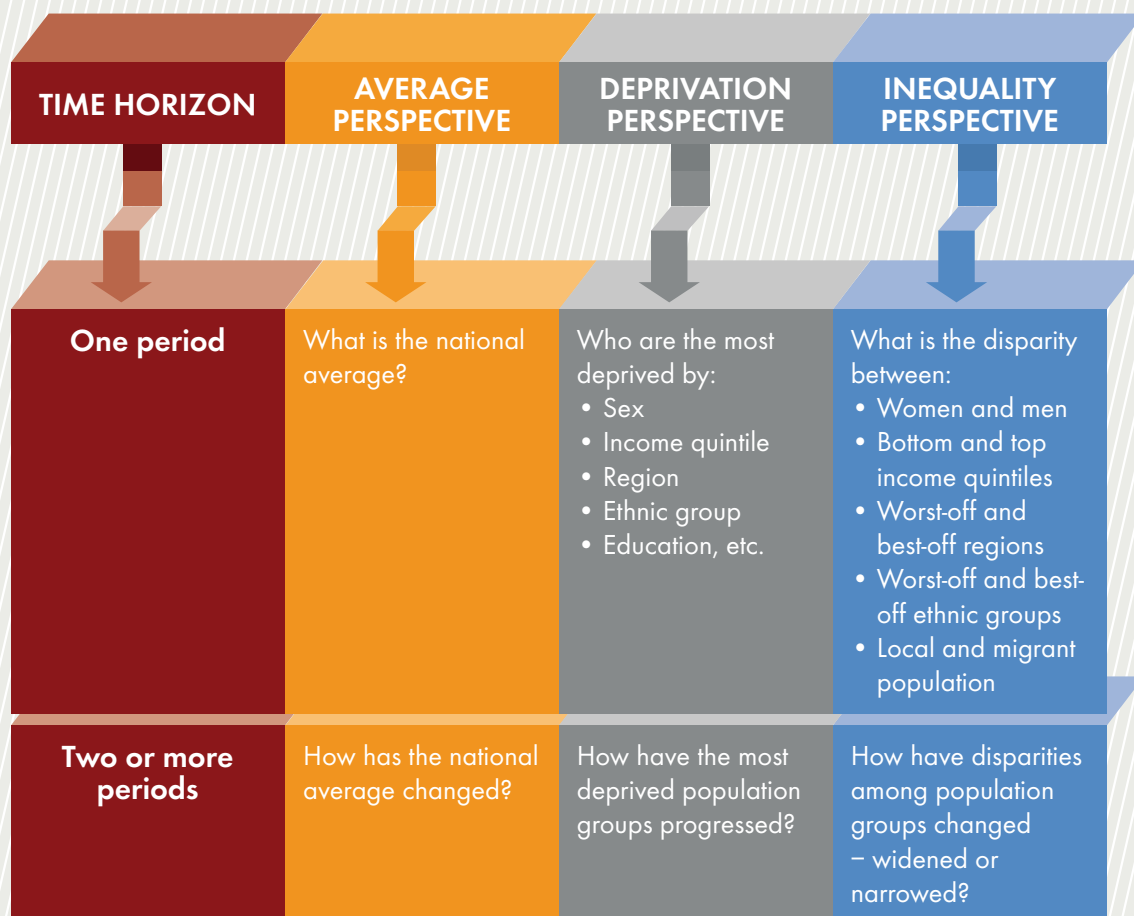 TIME HORIZON
AVERAGE
PERSPECTIVE
DEPRIVATION
PERSPECTIVE
INEQUALITY
PERSPECTIVE
One period
What is the national
average?
Who are the most
deprived by:
• Sex
• Income quintile
• Region
• Ethnic group
• Education, etc.
What is the disparity
between:
• Women and men
• Bottom and top
income quintiles
• Worst-off and
best-off regions
• Worst-off and best-
off ethnic groups
• Local and migrant
population
Two or more
periods
How has the national
average changed?
How have the most
deprived population
groups progressed?
How have disparities
among population
groups changed
– widened or
narrowed?